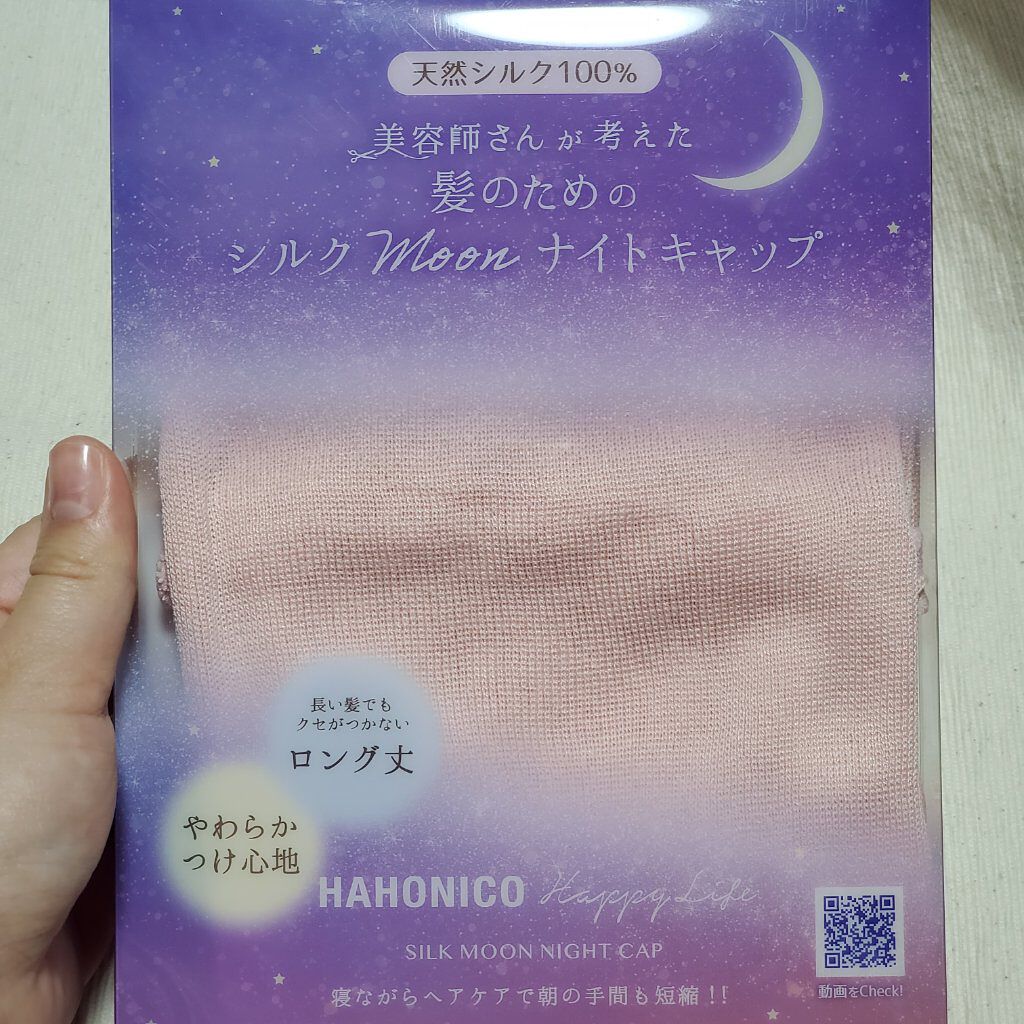 天然シルク100%
美容師さんが考えた
髪のための
シルクMoonナイトキャップ
長い髪でも
クセがつかない
ロング丈
やわらか
つけ心地
HAHONICO Happy Life
SILK MOON NIGHT CAP
寝ながらヘアケアで朝の手間も短縮!!
動画をCheck!